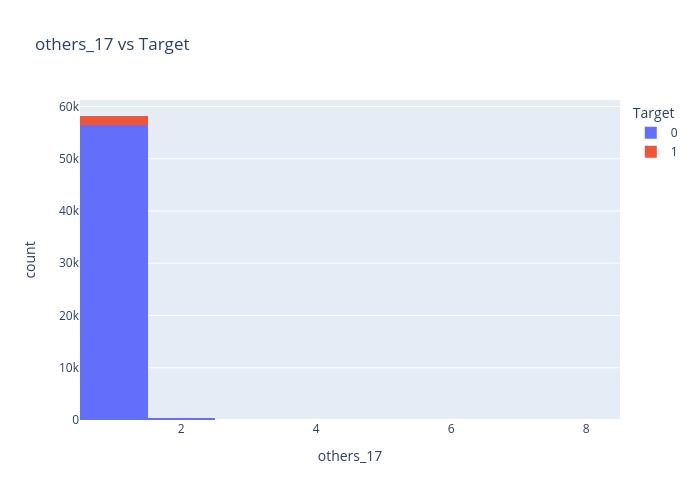 others_17 vs Target
Target
0
1
60k
50k
40k
30k
20k
10k
0
count
2
4
6
8
others_17